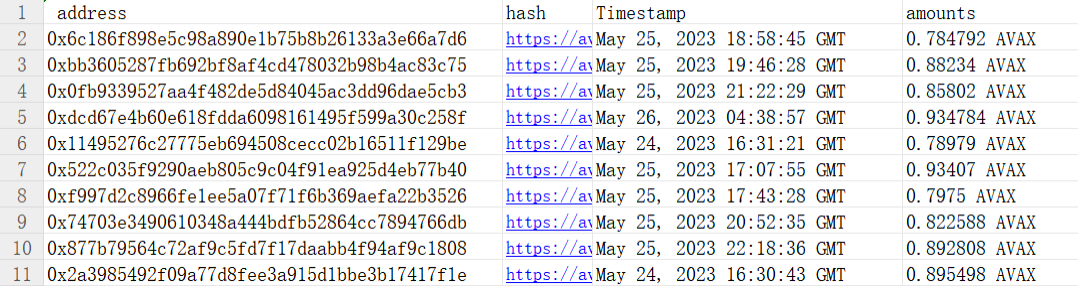 1 address hash Timestamp amounts
2 0x6c186f898e5c98a890e1b75b8b26133a3e66a7d6 https://av May 25, 2023 18:58:45 GMT 0.784792 AVAX
3 0xbb3605287fb692bf8af4cd478032b98b4ac83c75 https://av May 25, 2023 19:46:28 GMT 0.88234 AVAX
4 0x0fb9339527aa4f482de5d84045ac3dd96dae5cb3 https://av May 25, 2023 21:22:29 GMT 0.85802 AVAX
5 0xdcd67e4b60e618fdda6098161495f599a30c258f https://av May 26, 2023 04:38:57 GMT 0.934784 AVAX
6 0x11495276c27775eb694508cecc02b16511f129be https://av May 24, 2023 16:31:21 GMT 0.78979 AVAX
7 0x522c035f9290aeb805c9c04f91ea925d4eb77b40 https://av May 25, 2023 17:07:55 GMT 0.93407 AVAX
8 0xf997d2c8966fe1ee5a07f71f6b369aefa22b3526 https://av May 25, 2023 17:43:28 GMT 0.7975 AVAX
9 0x74703e3490610348a444bdfb52864cc7894766db https://av May 25, 2023 20:52:35 GMT 0.822588 AVAX
10 0x877b79564c72af9c5fd7f17daabb4f94af9c1808 https://av May 25, 2023 22:18:36 GMT 0.892808 AVAX
11 0x2a3985492f09a77d8fee3a915d1bbe3b17417f1e https://av May 24, 2023 16:30:43 GMT 0.895498 AVAX